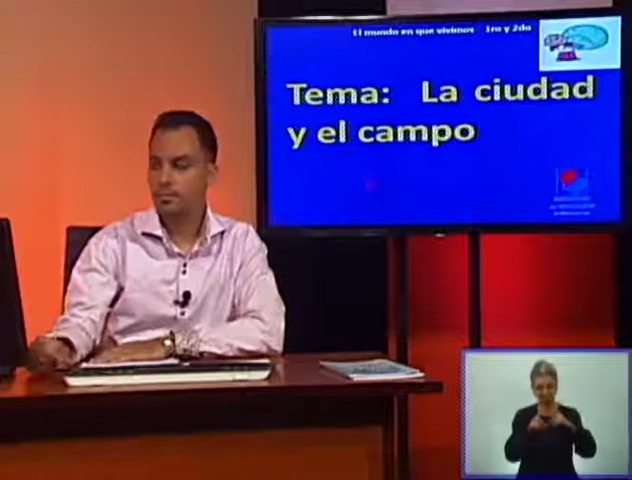 El mundo en que vivimos 1ro y 2do
Tema: La ciudad
y el campo